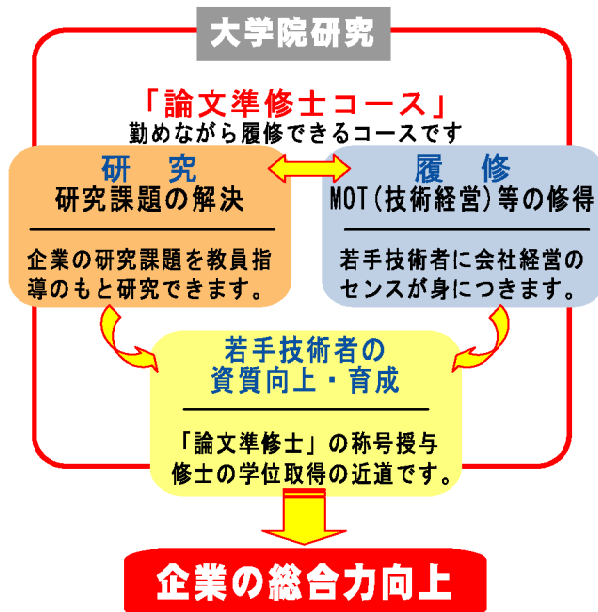 大学院研究
「論文準修士コース」
勤めながら履修できるコースです
研究
研究課題の解決
企業の研究課題を教員指
導のもと研究できます。
履修
MOT(技術経営)等の修得
若手技術者に会社経営の
センスが身につきます。
若手技術者の
資質向上・育成
「論文準修士」の称号授与
修士の学位取得の近道です。
企業の総合力向上